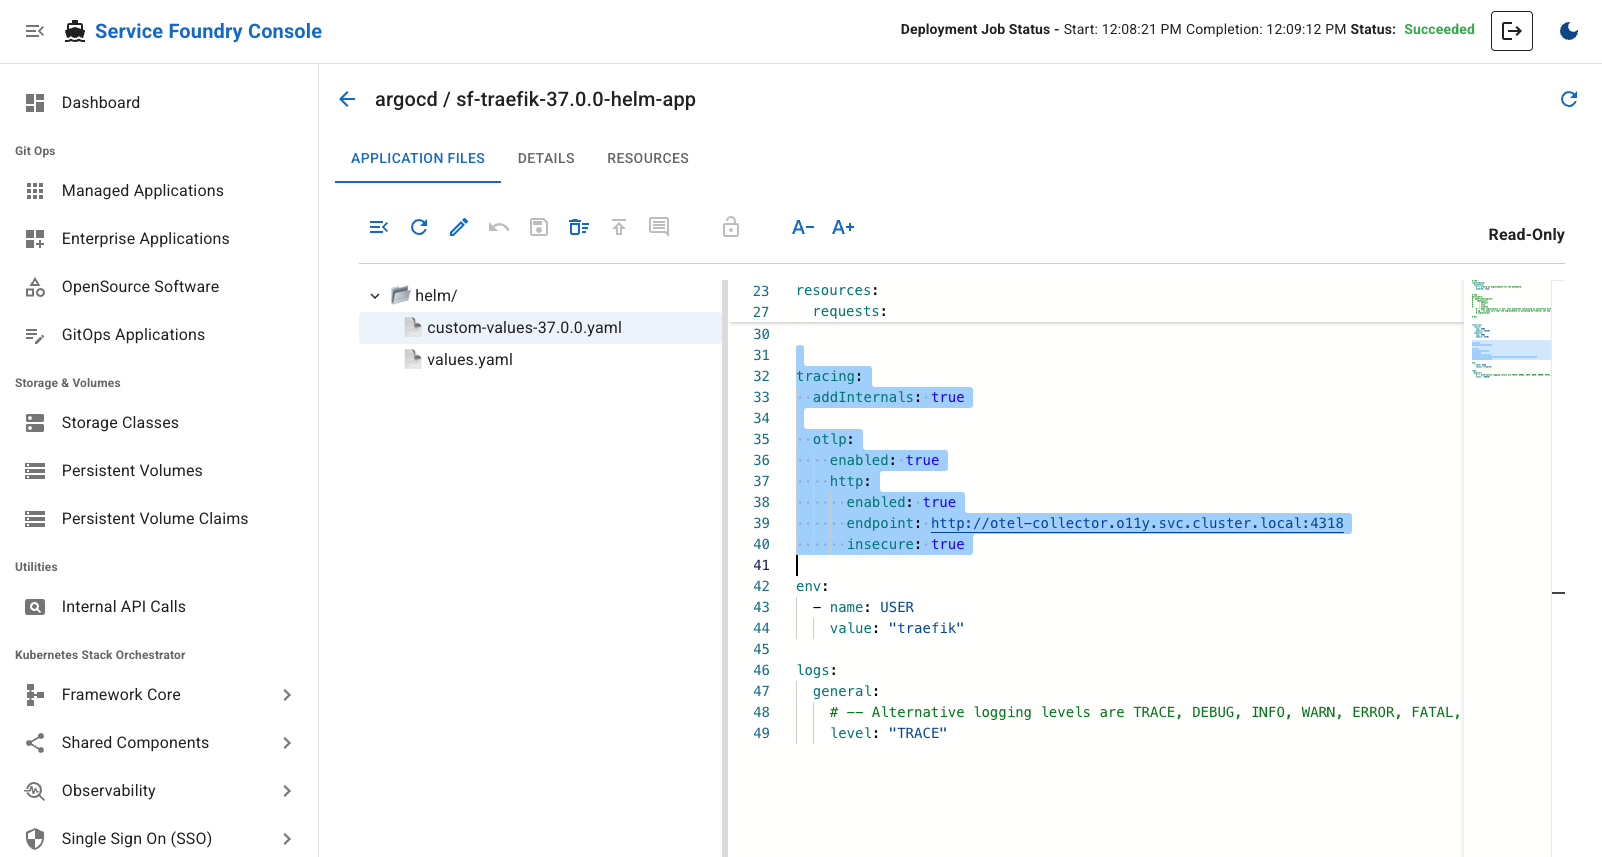 Service Foundry Console
Deployment Job Status - Start: 12:08:21 PM Completion: 12:09:12 PM Status: Succeeded
Dashboard
Git Ops
Managed Applications
Enterprise Applications
OpenSource Software
GitOps Applications
Storage & Volumes
Storage Classes
Persistent Volumes
Persistent Volume Claims
Utilities
Internal API Calls
Kubernetes Stack Orchestrator
Framework Core
Shared Components
Observability
Single Sign On (SSO)
argocd / sf-traefik-37.0.0-helm-app
APPLICATION FILES DETAILS RESOURCES
A- A+
Read-Only
helm/
custom-values-37.0.0.yaml
values.yaml
23 resources:
27 requests:
30
31
32 tracing:
33 addInternals: true
34
35 otlp:
36 enabled: true
37 http:
38 enabled: true
39 endpoint: http://otel-collector.o11y.svc.cluster.local:4318
40 insecure: true
41
42 env:
43 - name: USER
44 value: "traefik"
45
46 logs:
47 general:
48 # -- Alternative logging levels are TRACE, DEBUG, INFO, WARN, ERROR, FATAL,
49 level: "TRACE"